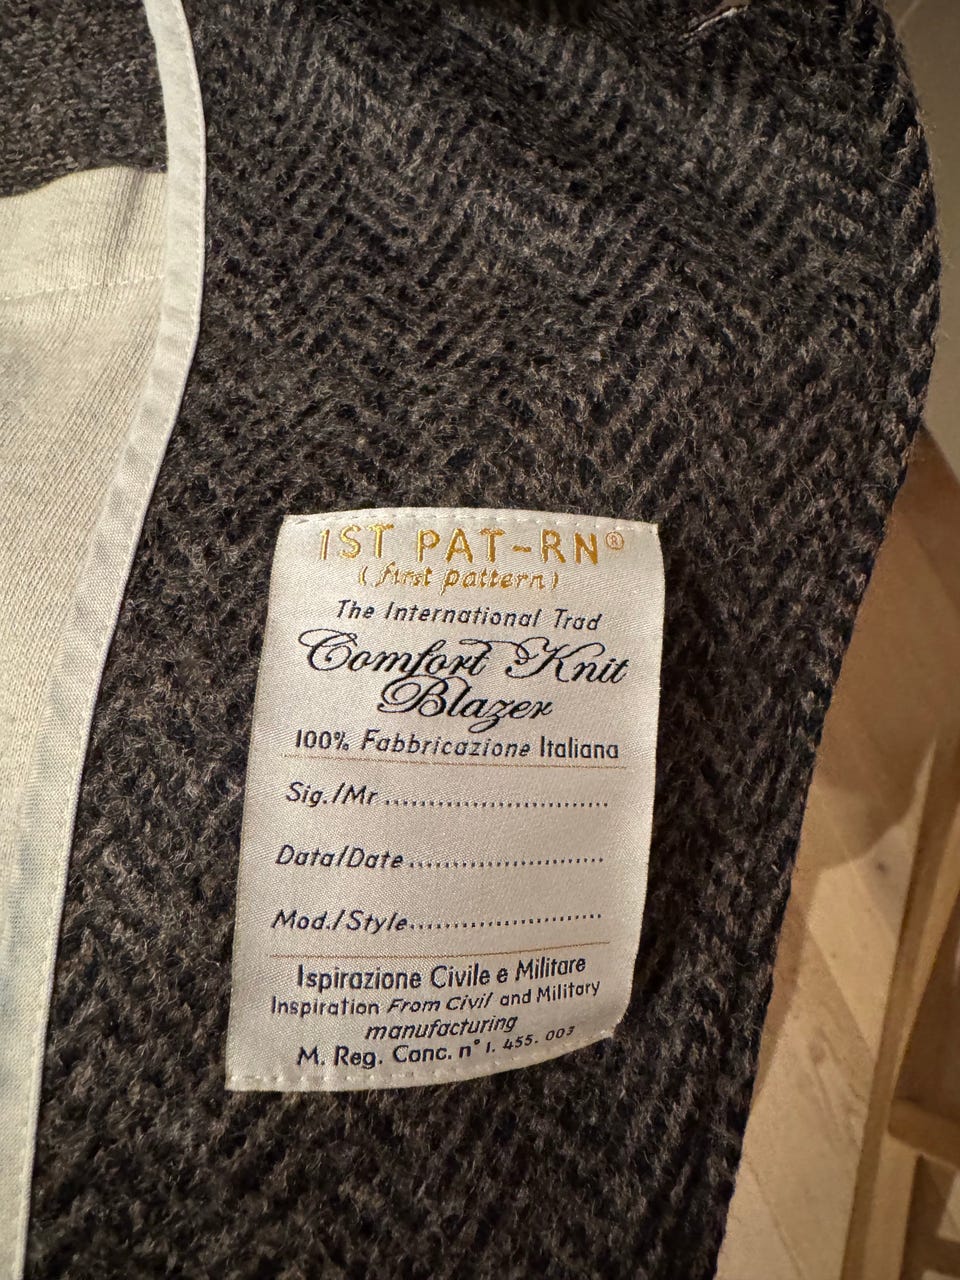 1ST PAT-RN®
(first pattern)
The International Trad
Comfort Knit
Blazer
100% Fabbricazione Italiana
Sig./Mr ..............................
Data/Date ..........................
Mod./Style..........................
Ispirazione Civile e Militare
Inspiration From Civil and Military
manufacturing
M. Reg. Conc. n° 1. 455. 003